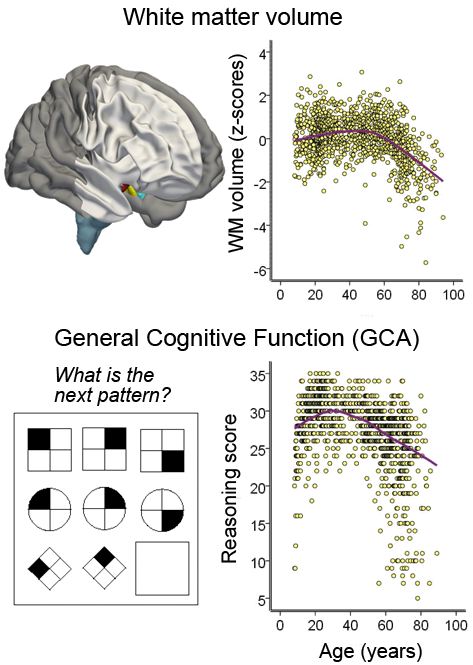 White matter volume
WM volume (z-scores)
4
2
0
-2
-4
-6
0 20 40 60 80 100
General Cognitive Function (GCA)
What is the
next pattern?
Reasoning score
35
30
25
20
15
10
5
0 20 40 60 80 100
Age (years)